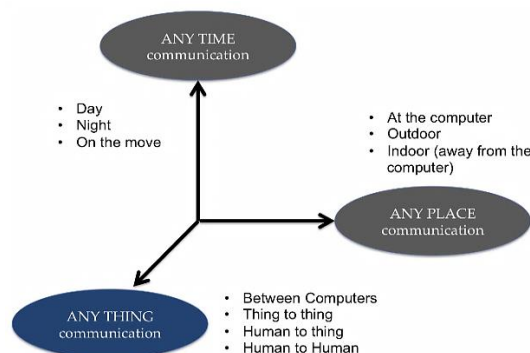 ANY TIME
communication
• Day
• Night
• On the move
• At the computer
• Outdoor
• Indoor (away from the
computer)
ANY PLACE
communication
ANY THING
communication
• Between Computers
• Thing to thing
• Human to thing
• Human to Human